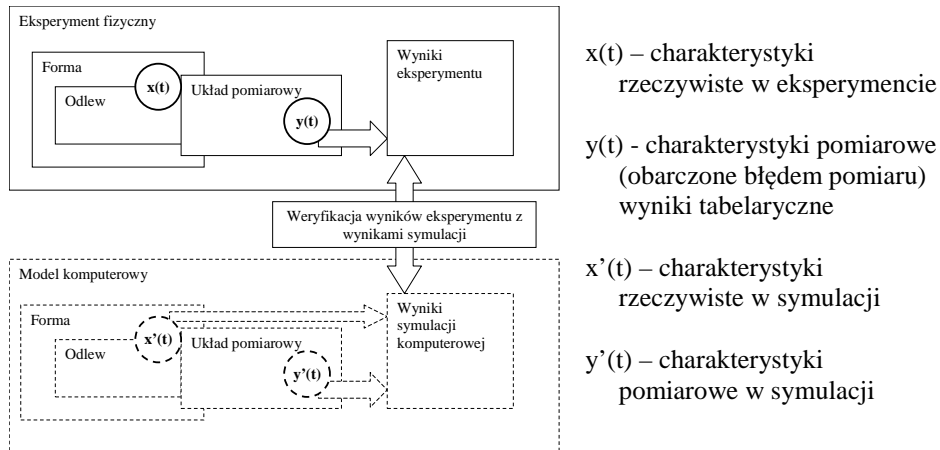 Eksperyment fizyczny
Forma
Odlew
x(t)
Układ pomiarowy
y(t)
Wyniki
eksperymentu
Weryfikacja wyników eksperymentu z
wynikami symulacji
Model komputerowy
Forma
Odlew
x’(t)
Układ pomiarowy
y’(t)
Wyniki
symulacji
komputerowej
x(t) – charakterystyki
rzeczywiste w eksperymencie
y(t) - charakterystyki pomiarowe
(obarczone błędem pomiaru)
wyniki tabelaryczne
x’(t) – charakterystyki
rzeczywiste w symulacji
y’(t) – charakterystyki
pomiarowe w symulacji